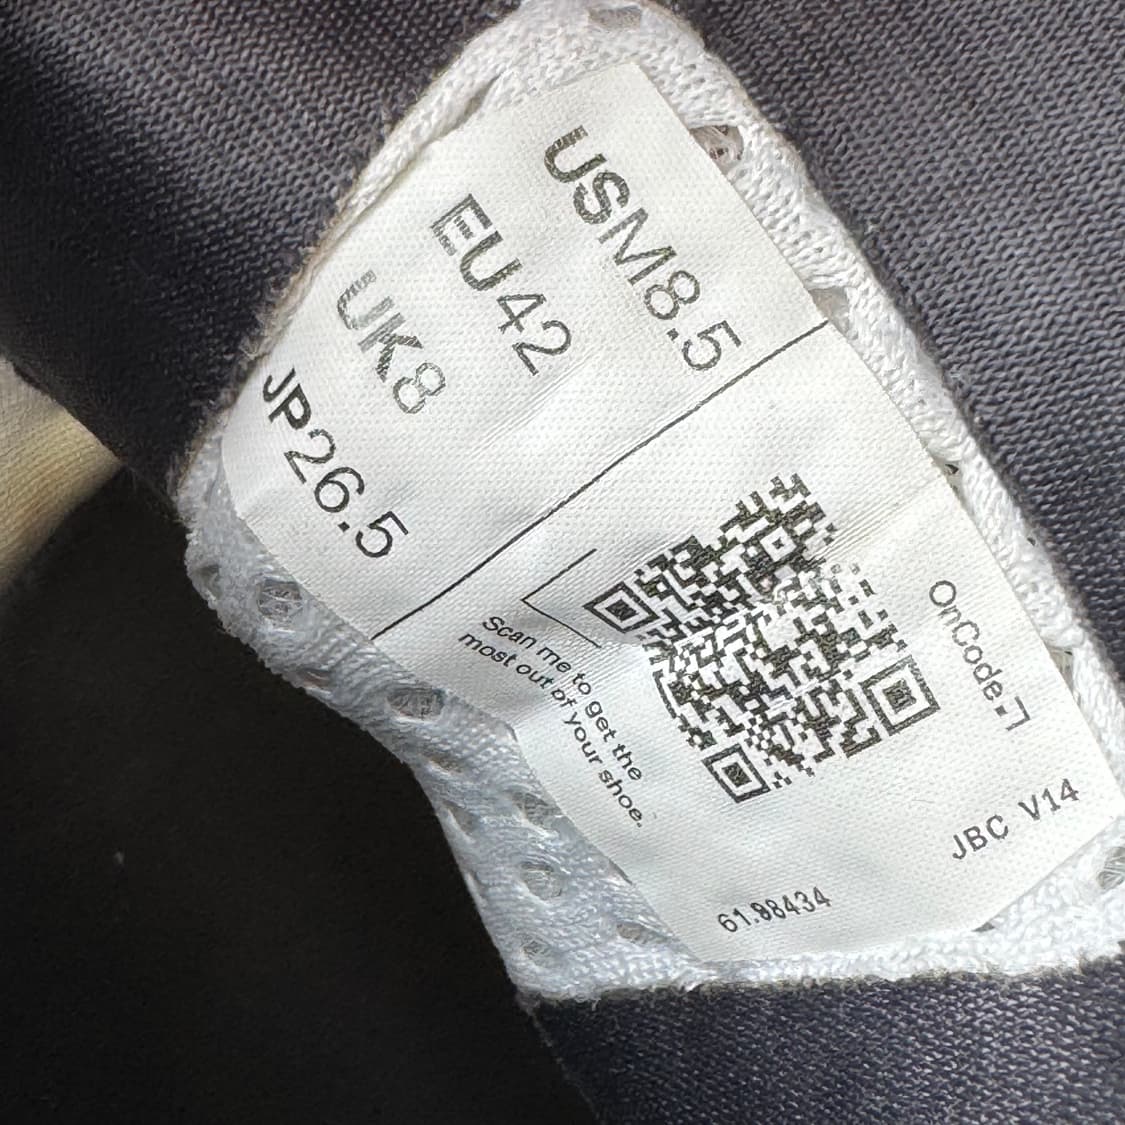 USM8.5
EU42
UK8
JP26.5
OnCode.
Scan me to get the
most out of your shoe.
JBC V14
61.98434